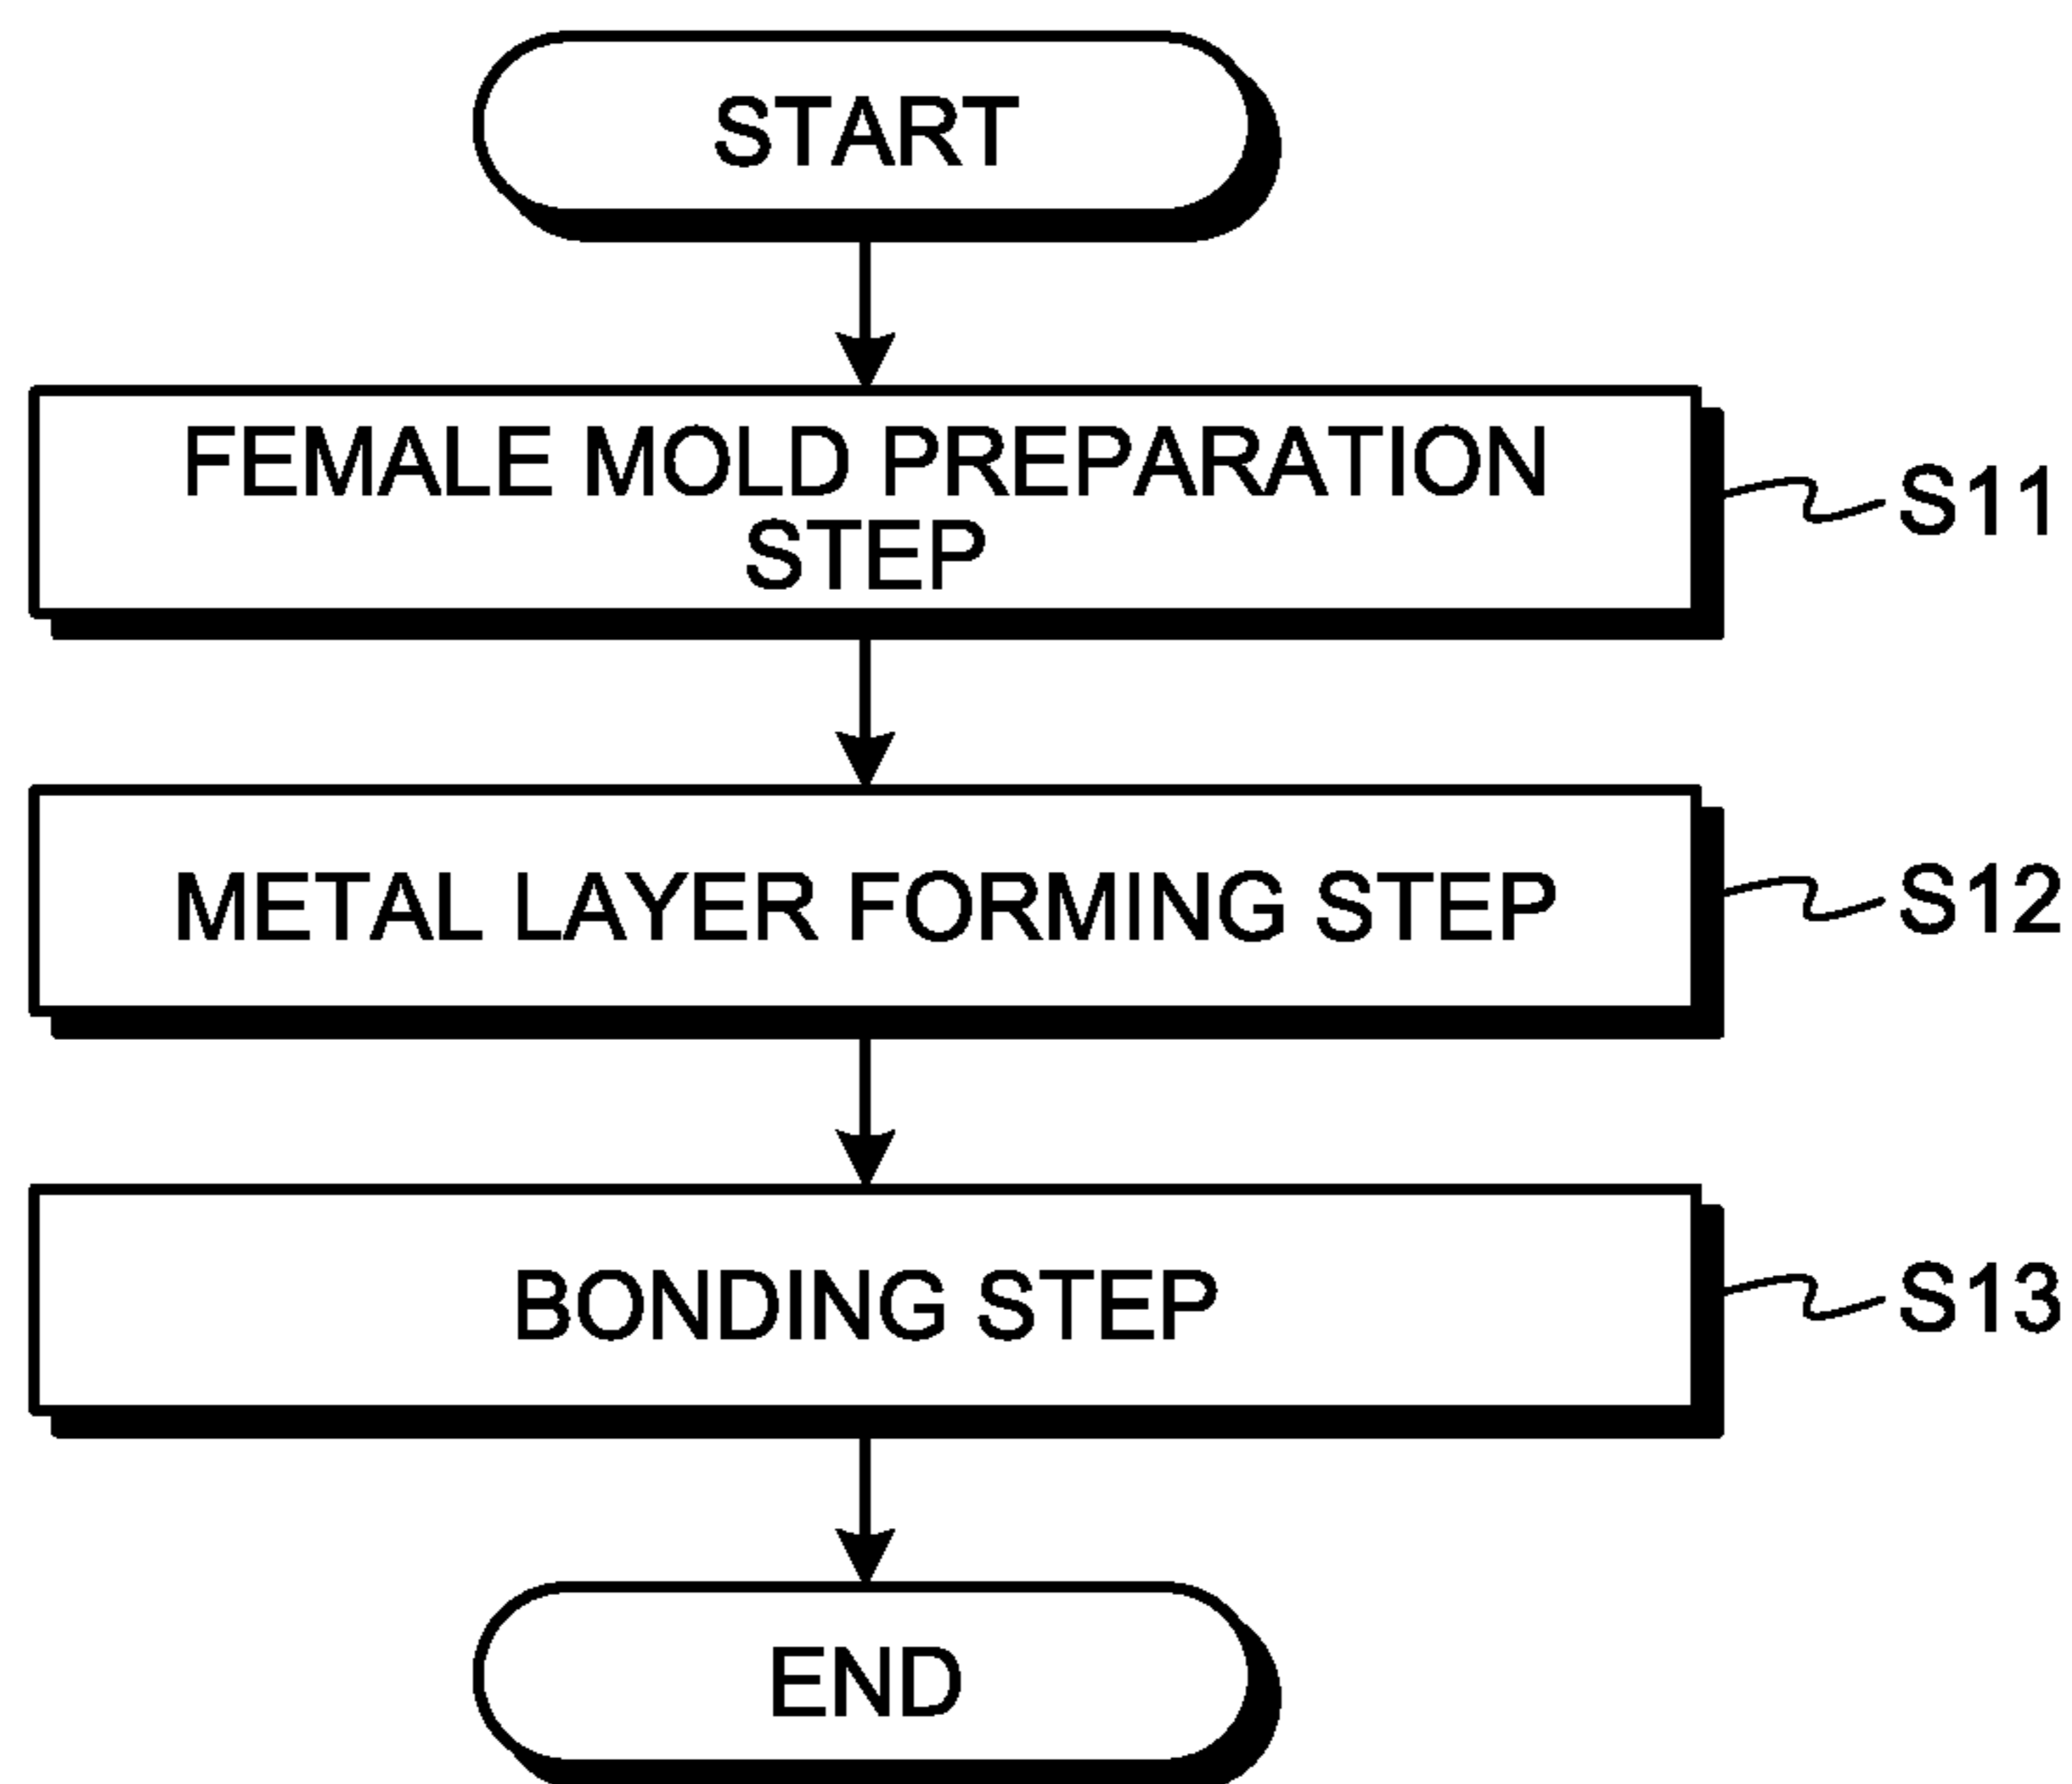 START
FEMALE MOLD PREPARATION
STEP
S11
METAL LAYER FORMING STEP
S12
BONDING STEP
S13
END